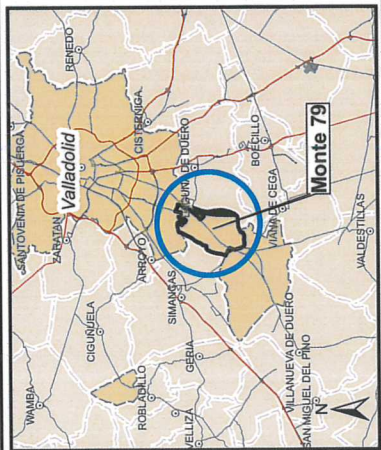 SANTOVENIA DE PISUERGA
WAMBA
ZARATAN
Valladolid
RENEDO
CIGUÑUELA
ROBLADILLO
ARROYO
CISTERNIGA
SIMANCAS
VELLIZA
GERIA
LAGUNA DE DUERO
BOECILLO
VIANA DE CEGA
VILLANUEVA DE DUERO
SAN MIGUEL DEL PINO
Monte 79
N
VALDESTILLAS